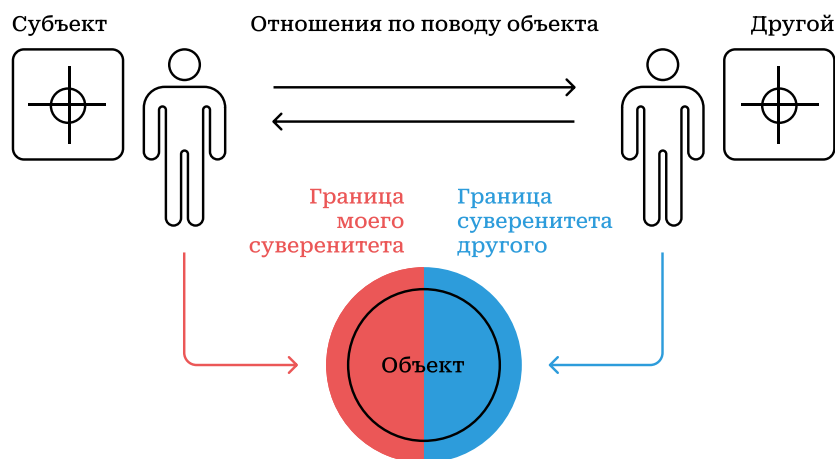 Субъект
Отношения по поводу объекта
Другой
Граница
моего
суверенитета
Граница
суверенитета
другого
Объект